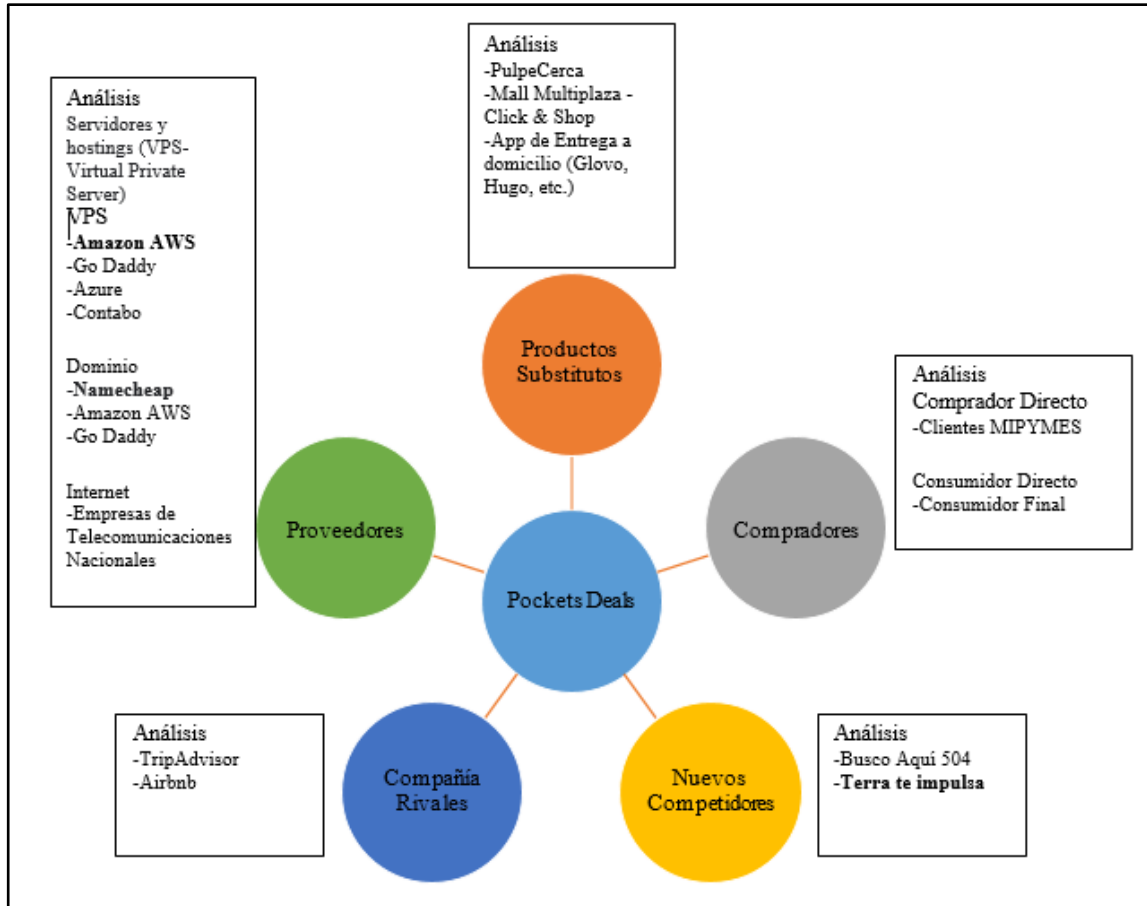 Análisis
-PulpeCerca
-Mall Multiplaza -
Click & Shop
-App de Entrega a
domicilio (Glovo,
Hugo, etc.)
Análisis
Servidores y
hostings (VPS-
Virtual Private
Server)
VPS
-Amazon AWS
-Go Daddy
-Azure
-Contabo
Dominio
-Namecheap
-Amazon AWS
-Go Daddy
Internet
-Empresas de
Telecomunicaciones
Nacionales
Productos
Substitutos
Análisis
Comprador Directo
-Clientes MIPYMES
Consumidor Directo
-Consumidor Final
Proveedores
Compradores
Pockets Deals
Análisis
-TripAdvisor
-Airbnb
Compañía
Rivales
Nuevos
Competidores
Análisis
-Busco Aquí 504
-Terra te impulsa